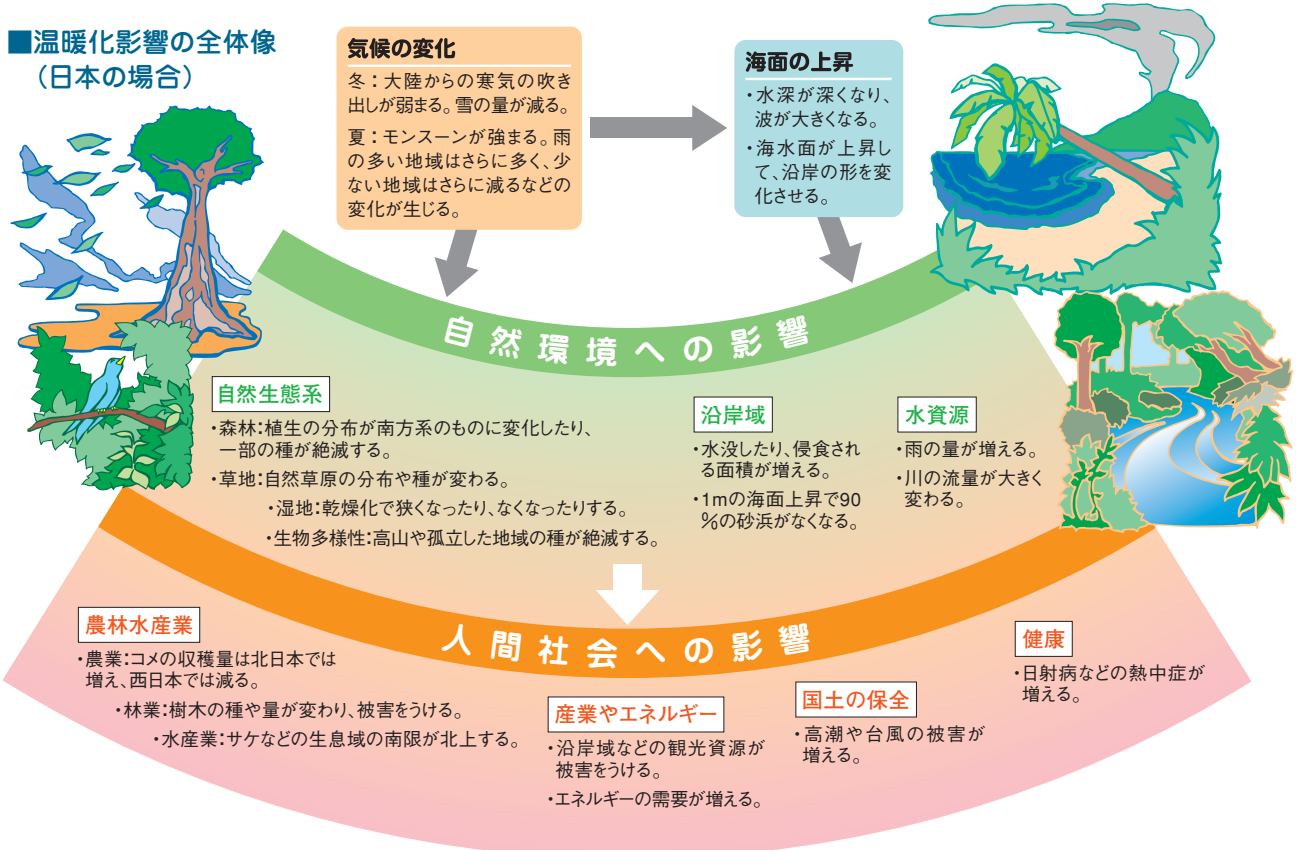 ■温暖化影響の全体像
（日本の場合）
気候の変化
冬：大陸からの寒気の吹き
出しが弱まる。雪の量が減る。
夏：モンスーンが強まる。雨
の多い地域はさらに多く、少
ない地域はさらに減るなどの
変化が生じる。
海面の上昇
・水深が深くなり、
波が大きくなる。
・海水面が上昇し
て、沿岸の形を変
化させる。
自然環境への影響
自然生態系
・森林：植生の分布が南方系のものに変化したり、
一部の種が絶滅する。
・草地：自然草原の分布や種が変わる。
・湿地：乾燥化で狭くなったり、なくなったりする。
・生物多様性：高山や孤立した地域の種が絶滅する。
沿岸域
・水没したり、侵食され
る面積が増える。
・1mの海面上昇で90
％の砂浜がなくなる。
水資源
・雨の量が増える。
・川の流量が大きく
変わる。
人間社会への影響
農林水産業
・農業：コメの収穫量は北日本では
増え、西日本では減る。
・林業：樹木の種や量が変わり、被害をうける。
・水産業：サケなどの生息域の南限が北上する。
産業やエネルギー
・沿岸域などの観光資源が
被害をうける。
・エネルギーの需要が増える。
国土の保全
・高潮や台風の被害が
増える。
健康
・日射病などの熱中症が
増える。